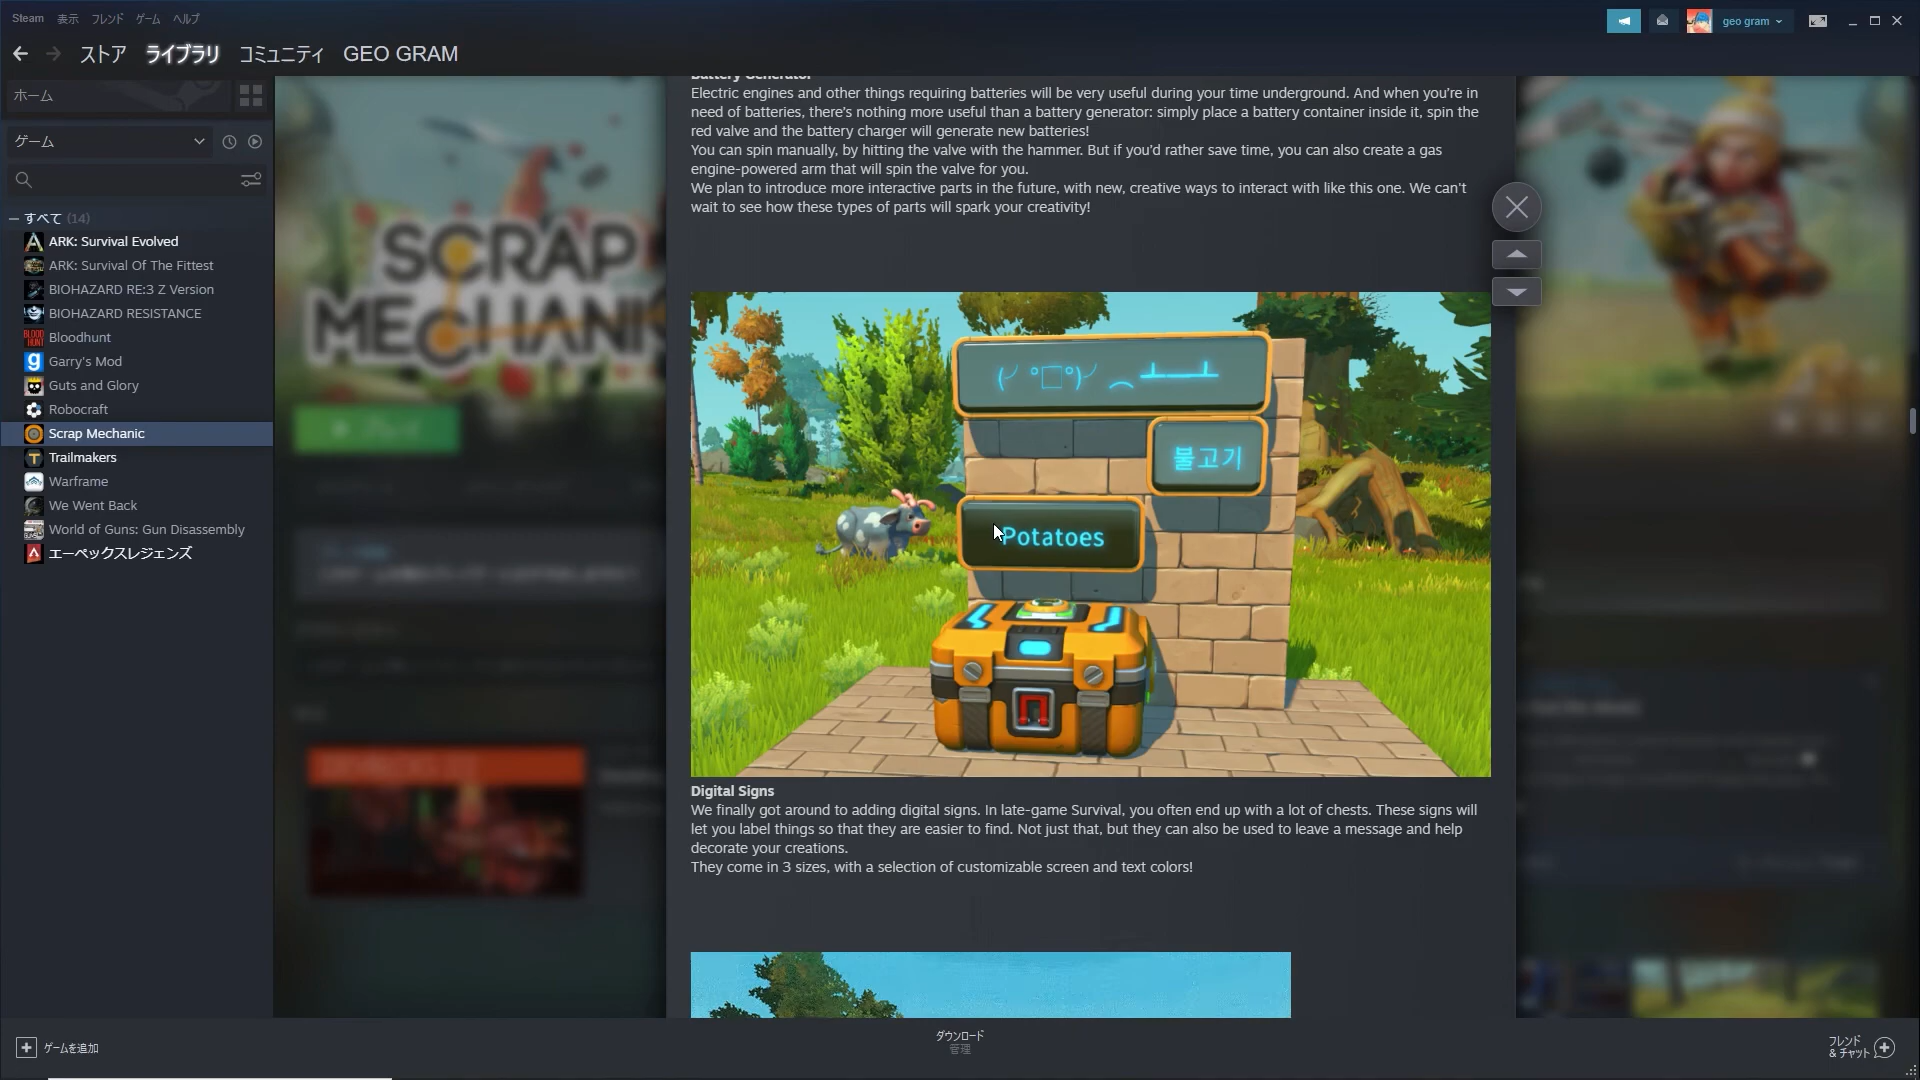 Steam 表示 フレンド ゲーム ヘルプ
geo gram
ストア ライブラリ コミュニティ GEO GRAM
ホーム
ゲーム
すべて (14)
ARK: Survival Evolved
ARK: Survival Of The Fittest
BIOHAZARD RE:3 Z Version
BIOHAZARD RESISTANCE
Bloodhunt
Garry's Mod
Guts and Glory
Robocraft
Scrap Mechanic
Trailmakers
Warframe
We Went Back
World of Guns: Gun Disassembly
エーペックスレジェンズ
SCRAP
MECHANIC
Battery Generator
Electric engines and other things requiring batteries will be very useful during your time underground. And when you're in
need of batteries, there's nothing more useful than a battery generator: simply place a battery container inside it, spin the
red valve and the battery charger will generate new batteries!
You can spin manually, by hitting the valve with the hammer. But if you'd rather save time, you can also create a gas
engine-powered arm that will spin the valve for you.
We plan to introduce more interactive parts in the future, with new, creative ways to interact with like this one. We can't
wait to see how these types of parts will spark your creativity!
(╯°□°)╯︵ ┻━┻
불고기
Potatoes
Digital Signs
We finally got around to adding digital signs. In late-game Survival, you often end up with a lot of chests. These signs will
let you label things so that they are easier to find. Not just that, but they can also be used to leave a message and help
decorate your creations.
They come in 3 sizes, with a selection of customizable screen and text colors!
ゲームを追加
ダウンロード
管理
フレンド
& チャット